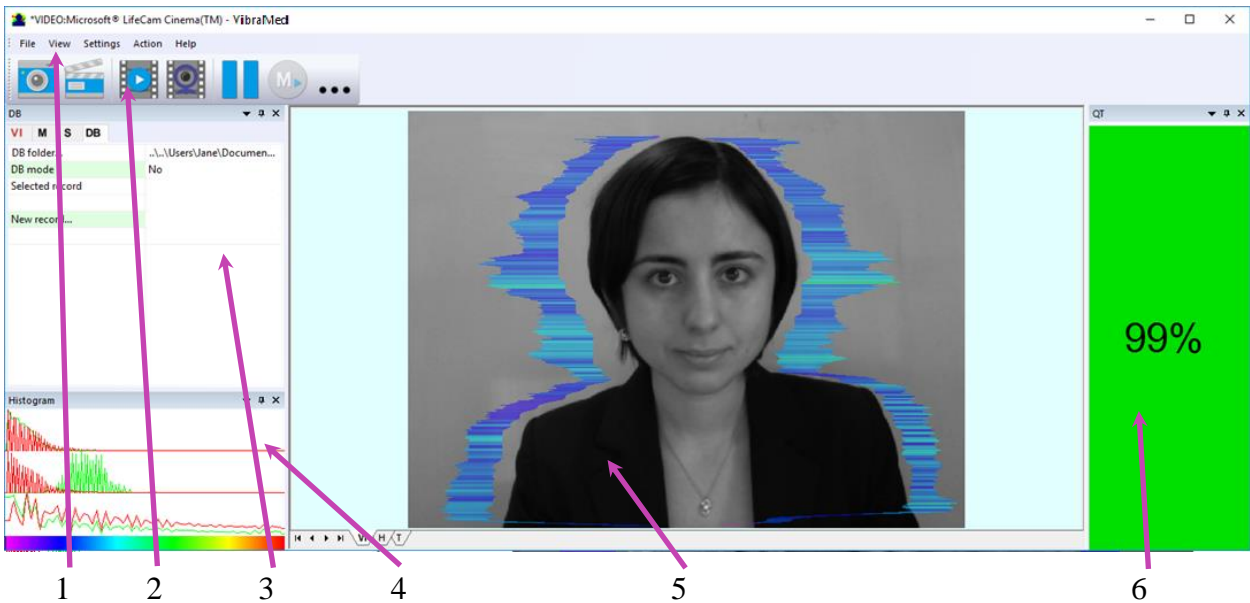 *VIDEO:Microsoft® LifeCam Cinema(TM) - VibraMed
File View Settings Action Help
M
DB
VI M S DB
DB folder... ..\..\Users\Jane\Documen...
DB mode No
Selected record
New record...
Histogram
QT
99%
VI H T
1 2 3 4 5 6